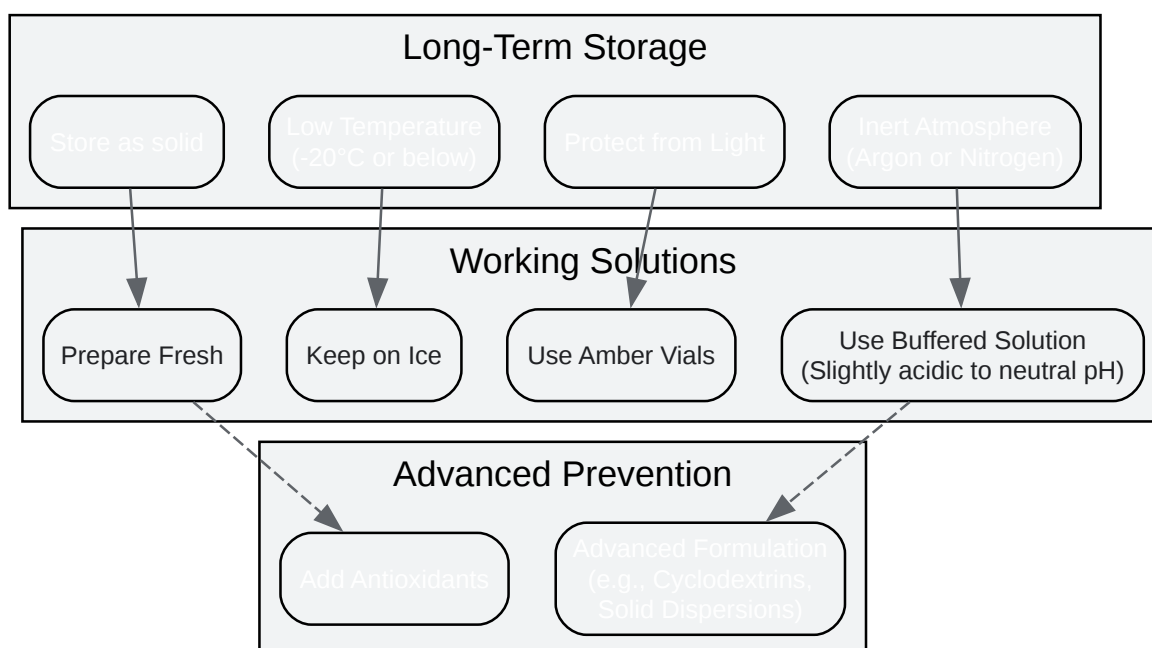 Long-Term Storage
Store as solid
Low Temperature
(-20°C or below)
Protect from Light
Inert Atmosphere
(Argon or Nitrogen)
Working Solutions
Prepare Fresh
Keep on Ice
Use Amber Vials
Use Buffered Solution
(Slightly acidic to neutral pH)
Advanced Prevention
Add Antioxidants
Advanced Formulation
(e.g., Cyclodextrins,
Solid Dispersions)